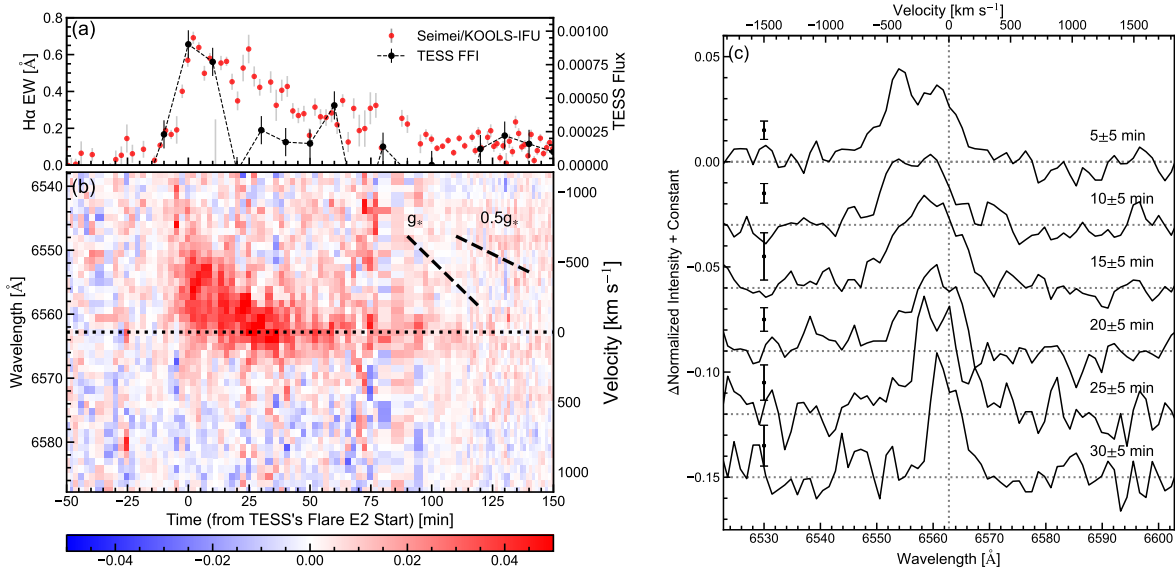 (a)
Seimei/KOOLS-IFU
TESS FFI
Hα EW [Å]
0.8
0.6
0.4
0.2
0.0
TESS Flux
0.00100
0.00075
0.00050
0.00025
0.00000
(b)
g*
0.5g*
Wavelength [Å]
6540
6550
6560
6570
6580
Velocity [km s⁻¹]
−1000
−500
0
500
1000
−50 −25 0 25 50 75 100 125 150
Time (from TESS's Flare E2 Start) [min]
−0.04 −0.02 0.00 0.02 0.04
Velocity [km s⁻¹]
−1500 −1000 −500 0 500 1000 1500
(c)
ΔNormalized Intensity + Constant
0.05
0.00
−0.05
−0.10
−0.15
5±5 min
10±5 min
15±5 min
20±5 min
25±5 min
30±5 min
6530 6540 6550 6560 6570 6580 6590 6600
Wavelength [Å]